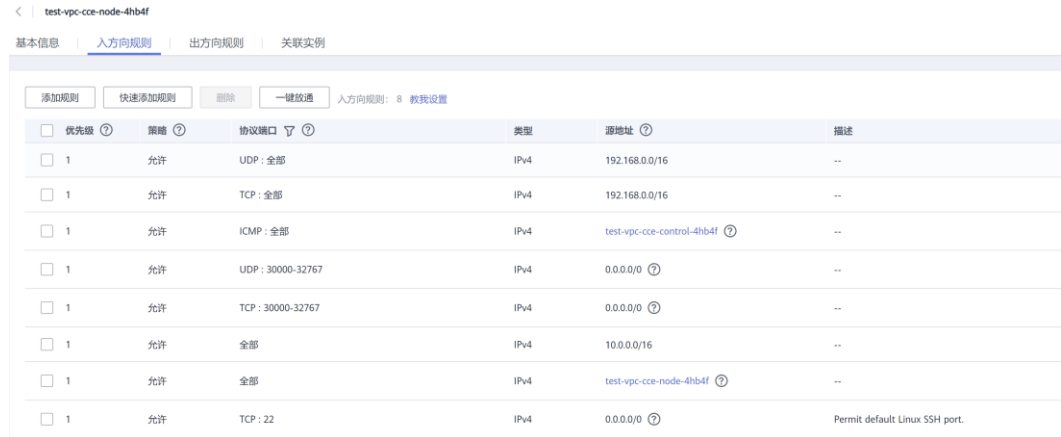 test-vpc-cce-node-4hb4f
基本信息 入方向规则 出方向规则 关联实例
添加规则 快速添加规则 删除 一键放通 入方向规则: 8 教我设置
优先级 策略 协议端口 类型 源地址 描述
1 允许 UDP : 全部 IPv4 192.168.0.0/16 --
1 允许 TCP : 全部 IPv4 192.168.0.0/16 --
1 允许 ICMP : 全部 IPv4 test-vpc-cce-control-4hb4f --
1 允许 UDP : 30000-32767 IPv4 0.0.0.0/0 --
1 允许 TCP : 30000-32767 IPv4 0.0.0.0/0 --
1 允许 全部 IPv4 10.0.0.0/16 --
1 允许 全部 IPv4 test-vpc-cce-node-4hb4f --
1 允许 TCP : 22 IPv4 0.0.0.0/0 Permit default Linux SSH port.